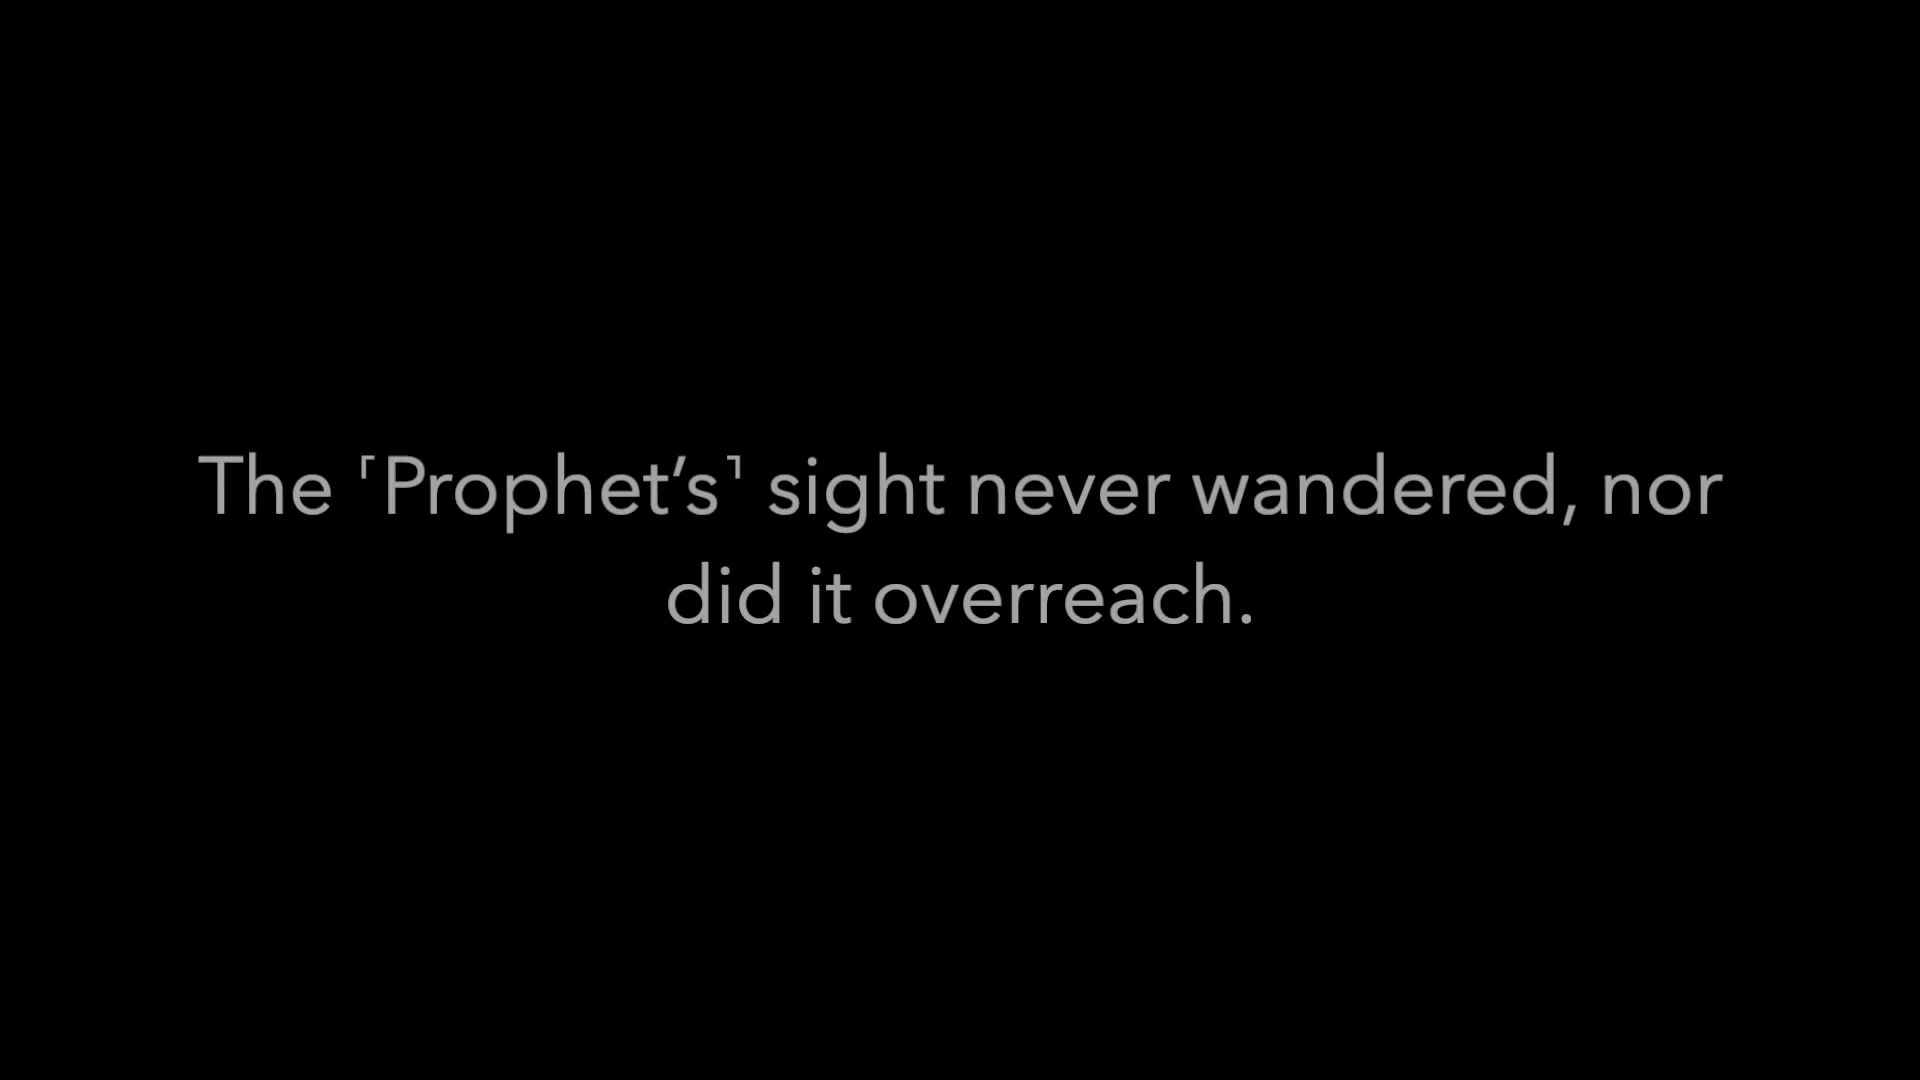 The ˹Prophet’s˺ sight never wandered, nor
did it overreach.